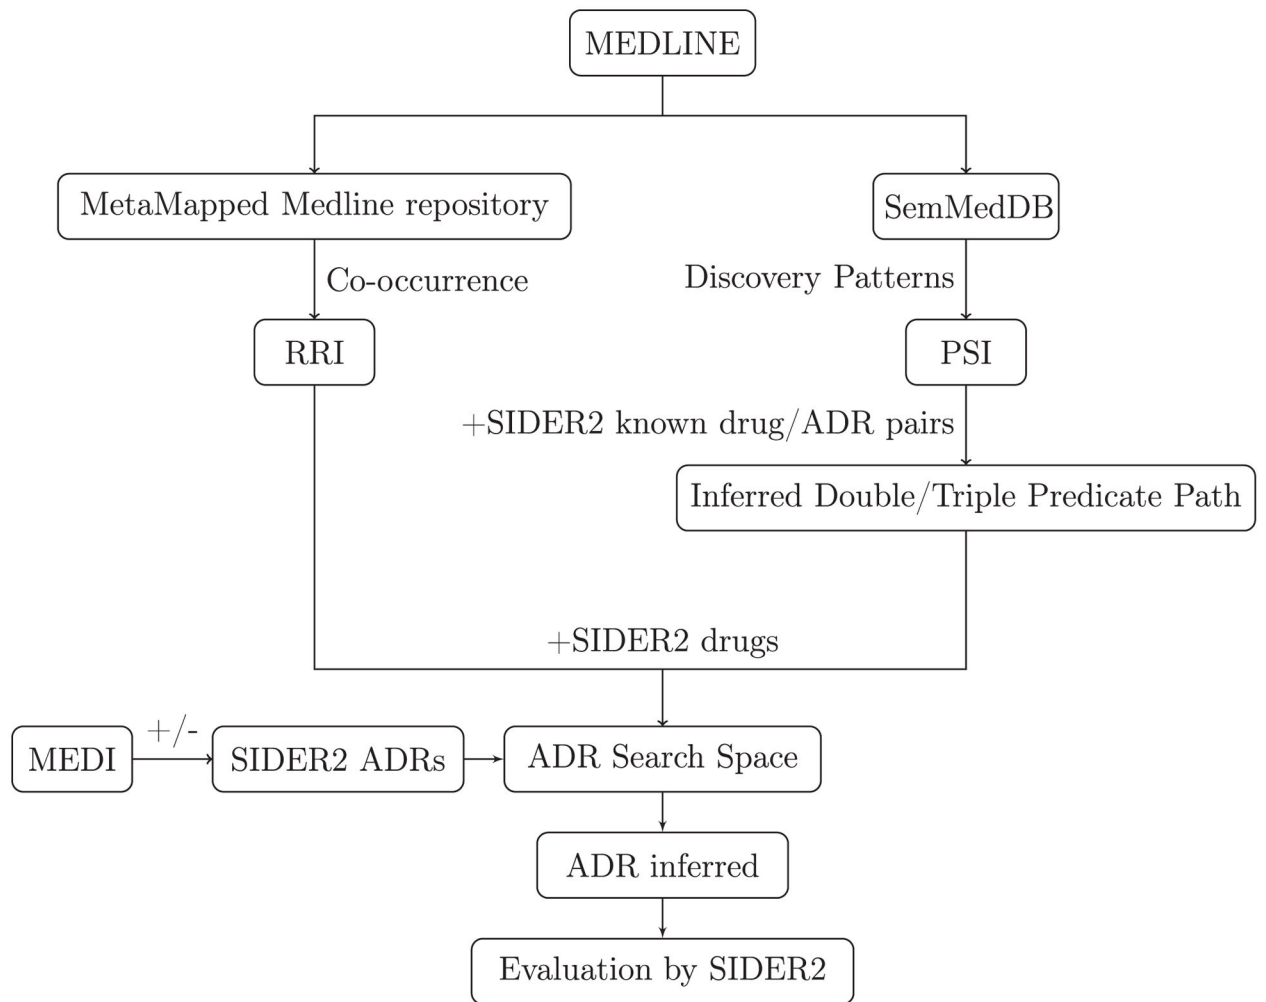 MEDLINE
MetaMapped Medline repository
SemMedDB
Co-occurrence
Discovery Patterns
RRI
PSI
+SIDER2 known drug/ADR pairs
Inferred Double/Triple Predicate Path
+SIDER2 drugs
MEDI
+/-
SIDER2 ADRs
ADR Search Space
ADR inferred
Evaluation by SIDER2